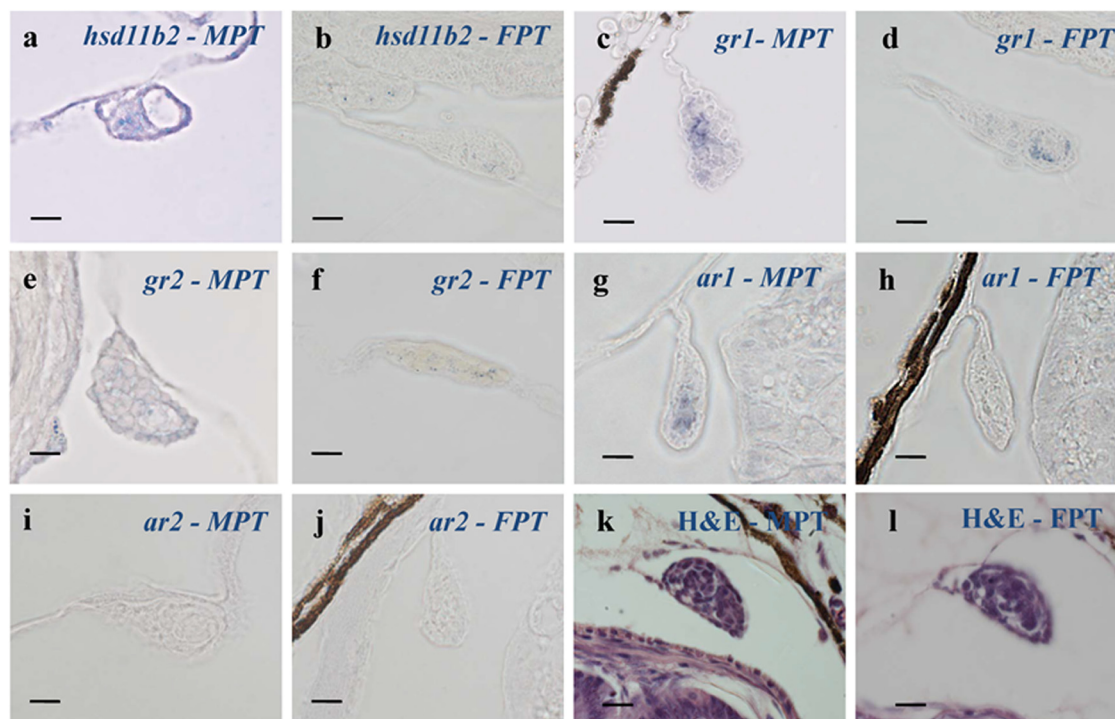 a hsd11b2 - MPT
b hsd11b2 - FPT
c gr1- MPT
d gr1 - FPT
e gr2 - MPT
f gr2 - FPT
g ar1 - MPT
h ar1 - FPT
i ar2 - MPT
j ar2 - FPT
k H&E - MPT
l H&E - FPT